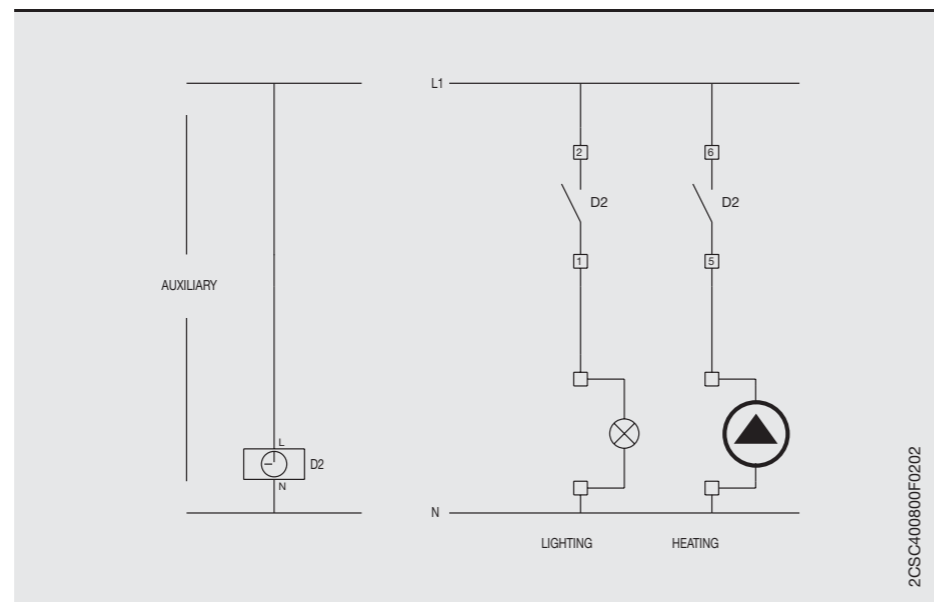 L1
2
6
D2
D2
1
5
AUXILIARY
L
D2
N
N
LIGHTING
HEATING
2CSC400800F0202